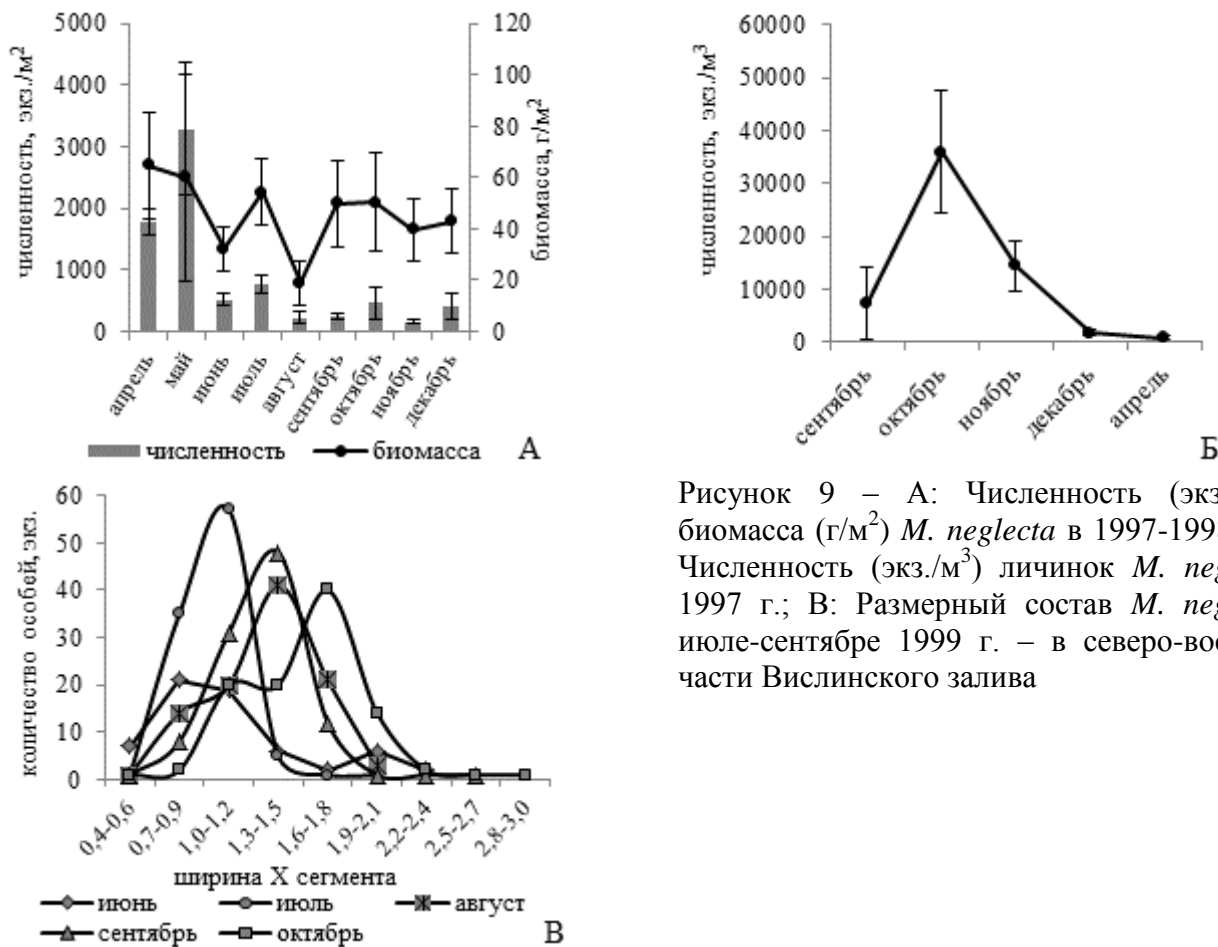 5000
4000
3000
2000
1000
0
численность, экз./м²
120
100
80
60
40
20
0
биомасса, г/м²
апрель
май
июнь
июль
август
сентябрь
октябрь
ноябрь
декабрь
численность
биомасса
А
60000
50000
40000
30000
20000
10000
0
численность, экз./м³
сентябрь
октябрь
ноябрь
декабрь
апрель
Б
60
50
40
30
20
10
0
количество особей, экз.
0,4-0,6
0,7-0,9
1,0-1,2
1,3-1,5
1,6-1,8
1,9-2,1
2,2-2,4
2,5-2,7
2,8-3,0
ширина X сегмента
июнь
июль
август
сентябрь
октябрь
В
Рисунок 9 – А: Численность (экз
биомасса (г/м²) M. neglecta в 1997-199
Численность (экз./м³) личинок M. neg
1997 г.; В: Размерный состав M. neg
июле-сентябре 1999 г. – в северо-вос
части Вислинского залива